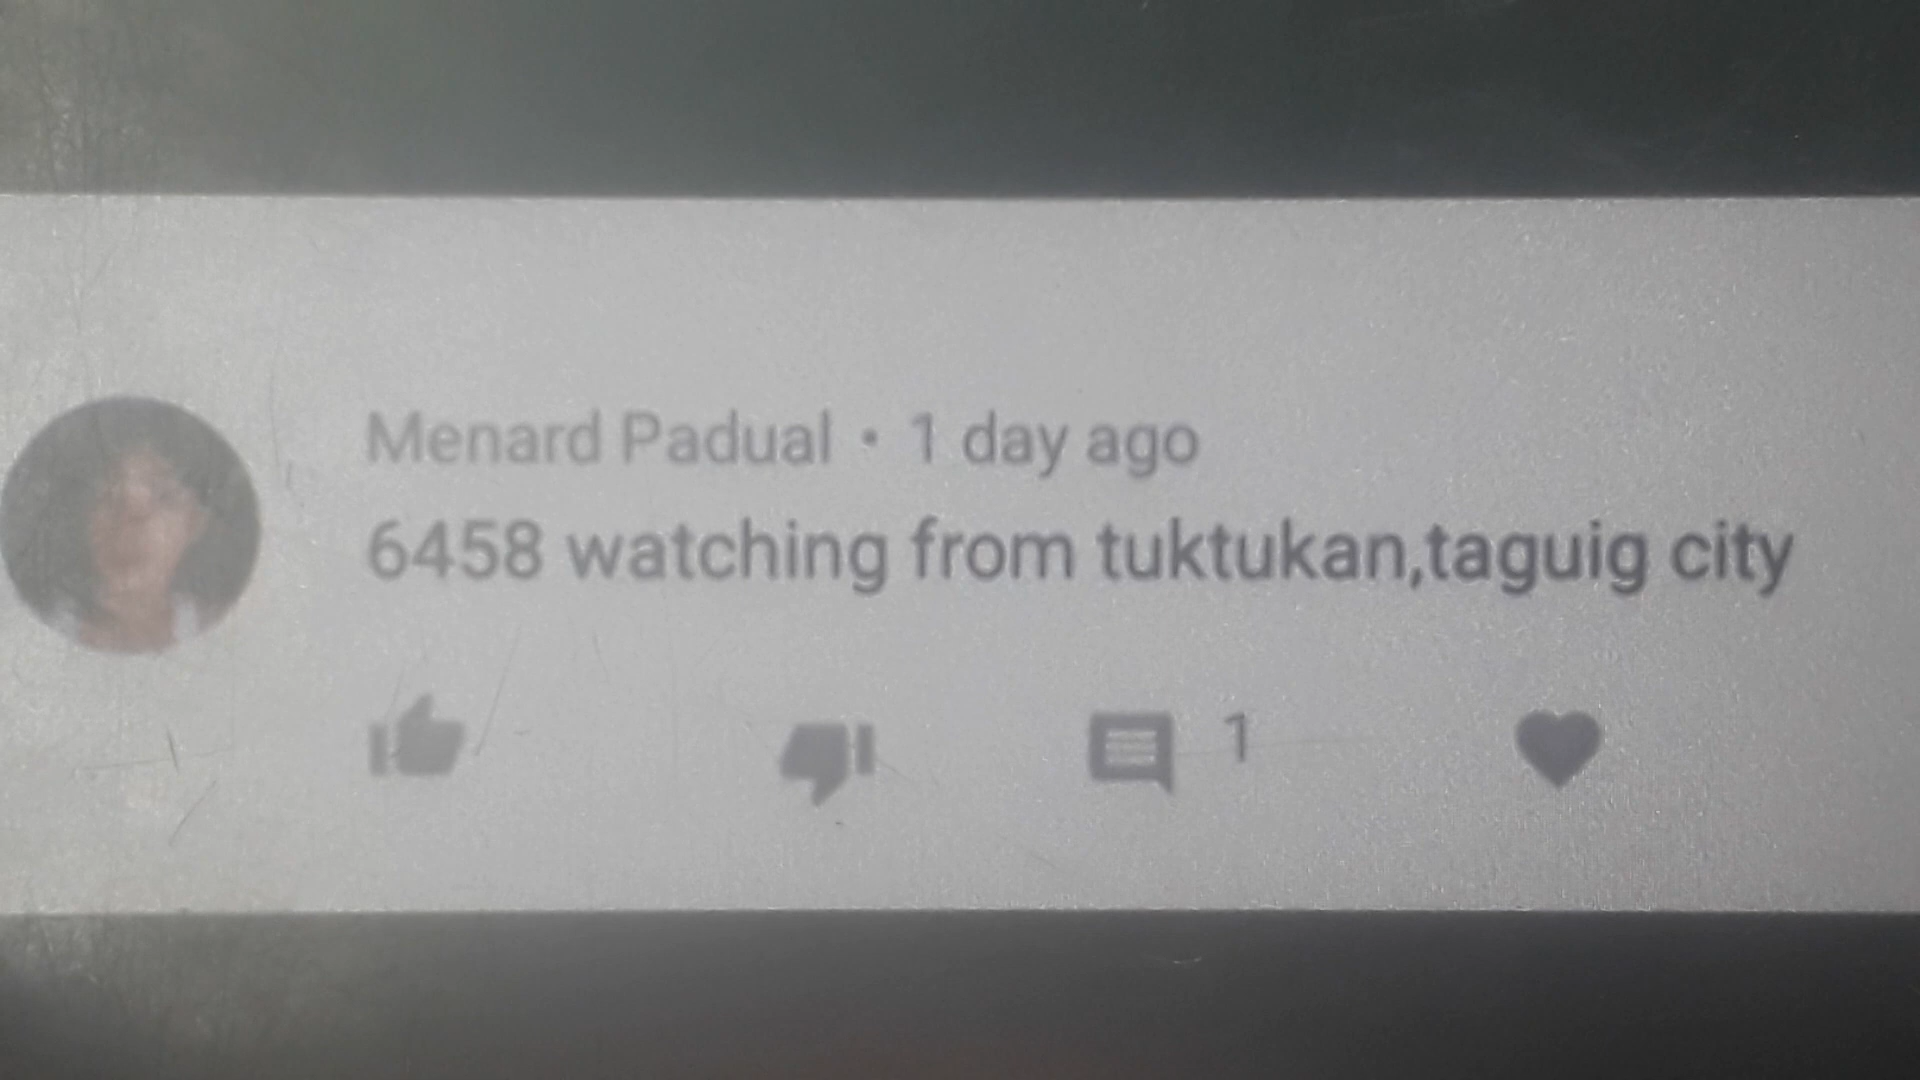 Menard Padual • 1 day ago
6458 watching from tuktukan,taguig city
1